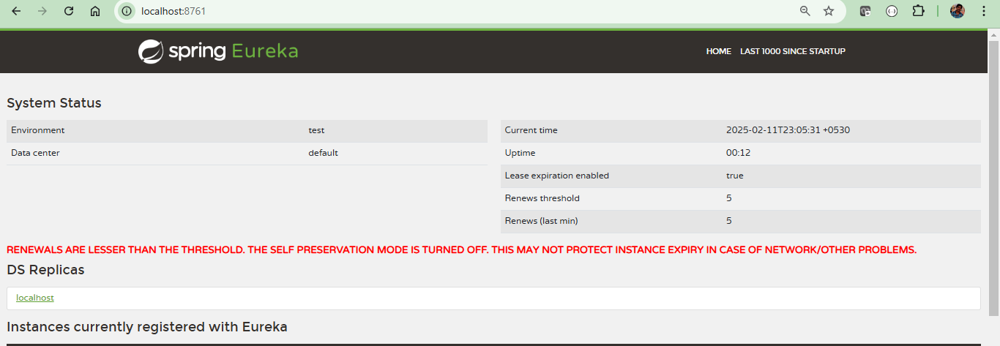 localhost:8761
spring Eureka
HOME LAST 1000 SINCE STARTUP
System Status
Environment test
Data center default
Current time 2025-02-11T23:05:31 +0530
Uptime 00:12
Lease expiration enabled true
Renews threshold 5
Renews (last min) 5
RENEWALS ARE LESSER THAN THE THRESHOLD. THE SELF PRESERVATION MODE IS TURNED OFF. THIS MAY NOT PROTECT INSTANCE EXPIRY IN CASE OF NETWORK/OTHER PROBLEMS.
DS Replicas
localhost
Instances currently registered with Eureka